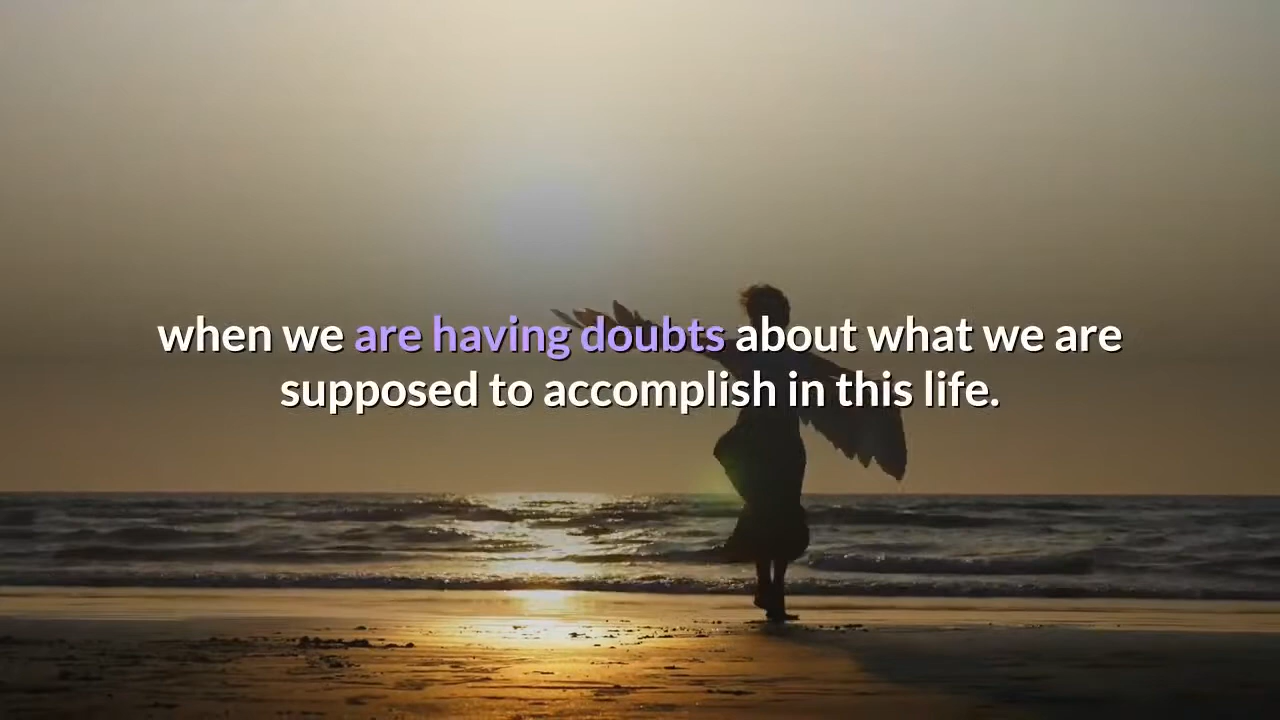 when we are having doubts about what we are
supposed to accomplish in this life.